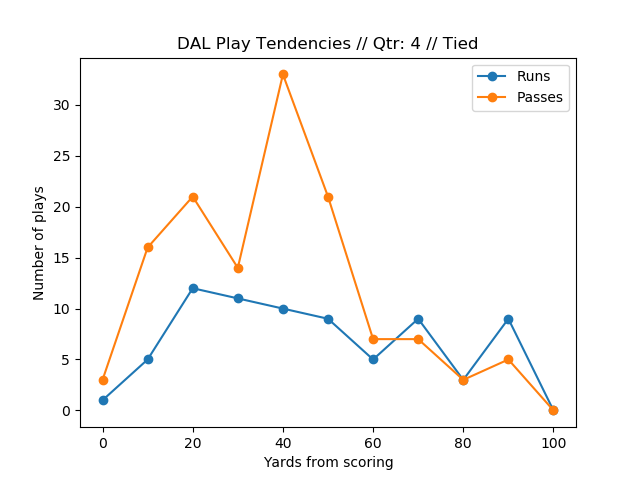 DAL Play Tendencies // Qtr: 4 // Tied
Runs
Passes
Number of plays
30
25
20
15
10
5
0
0 20 40 60 80 100
Yards from scoring